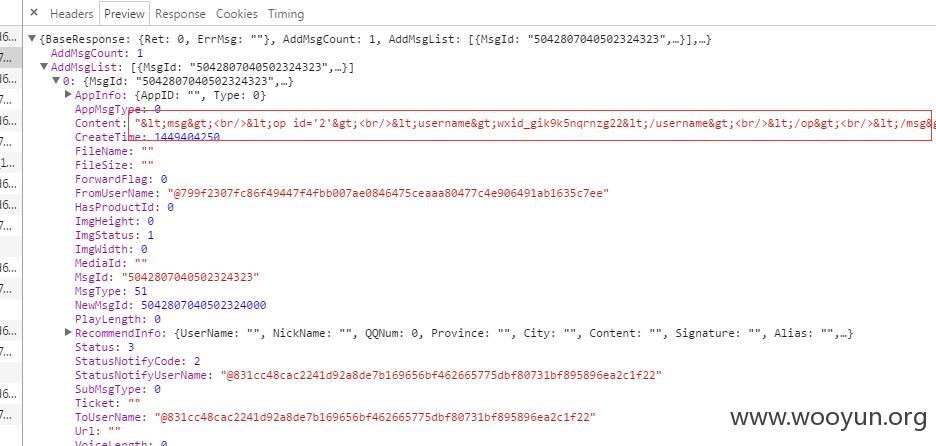 × Headers Preview Response Cookies Timing
▼{BaseResponse: {Ret: 0, ErrMsg: ""}, AddMsgCount: 1, AddMsgList: [{MsgId: "5042807040502324323",…}],…}
AddMsgCount: 1
▼AddMsgList: [{MsgId: "5042807040502324323",…}]
▼0: {MsgId: "5042807040502324323",…}
▶AppInfo: {AppID: "", Type: 0}
AppMsgType: 0
Content: "&lt;msg&gt;<br/>&lt;op id='2'&gt;<br/>&lt;username&gt;wxid_gik9k5nqrnzg22&lt;/username&gt;<br/>&lt;/op&gt;<br/>&lt;/msg&g
CreateTime: 1449404250
FileName: ""
FileSize: ""
ForwardFlag: 0
FromUserName: "@799f2307fc86f49447f4fbb007ae0846475ceaaa80477c4e906491ab1635c7ee"
HasProductId: 0
ImgHeight: 0
ImgStatus: 1
ImgWidth: 0
MediaId: ""
MsgId: "5042807040502324323"
MsgType: 51
NewMsgId: 5042807040502324000
PlayLength: 0
▶RecommendInfo: {UserName: "", NickName: "", QQNum: 0, Province: "", City: "", Content: "", Signature: "", Alias: "",…}
Status: 3
StatusNotifyCode: 2
StatusNotifyUserName: "@831cc48cac2241d92a8de7b169656bf462665775dbf80731bf895896ea2c1f22"
SubMsgType: 0
Ticket: ""
ToUserName: "@831cc48cac2241d92a8de7b169656bf462665775dbf80731bf895896ea2c1f22"
Url: ""
VoiceLength: 0
www.wooyun.org